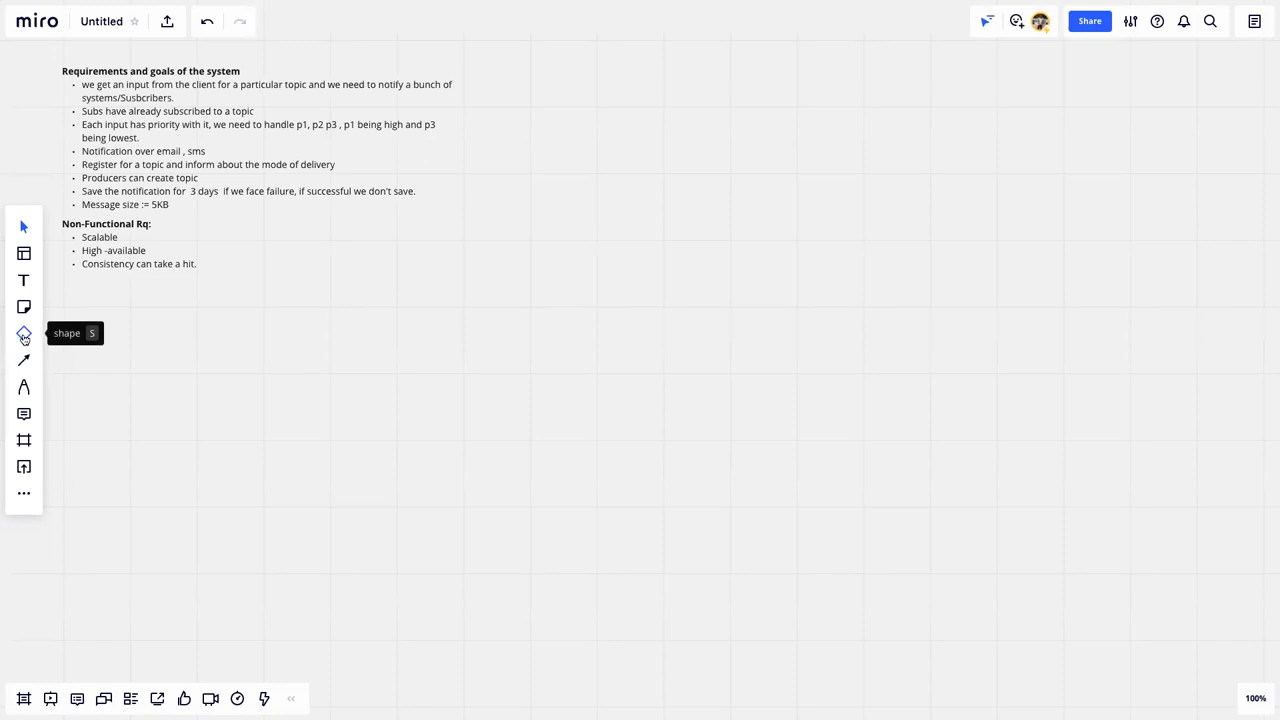 miro
Untitled
Share
Requirements and goals of the system
• we get an input from the client for a particular topic and we need to notify a bunch of
systems/Susbcribers.
• Subs have already subscribed to a topic
• Each input has priority with it, we need to handle p1, p2 p3 , p1 being high and p3
being lowest.
• Notification over email , sms
• Register for a topic and inform about the mode of delivery
• Producers can create topic
• Save the notification for  3 days  if we face failure, if successful we don't save.
• Message size := 5KB
Non-Functional Rq:
• Scalable
• High -available
• Consistency can take a hit.
T
shape S
100%